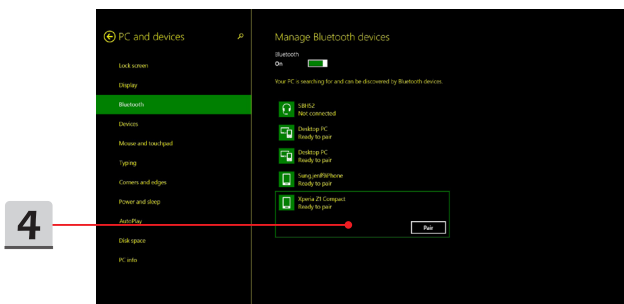 PC and devices
Lock screen
Display
Bluetooth
Devices
Mouse and touchpad
Typing
Corners and edges
Power and sleep
AutoPlay
Disk space
PC info
Manage Bluetooth devices
Bluetooth
On
Your PC is searching for and can be discovered by Bluetooth devices.
SBH52
Not connected
Desktop PC
Ready to pair
Desktop PC
Ready to pair
Ready to pair
Xperia Z1 Compact
Ready to pair
Pair
4